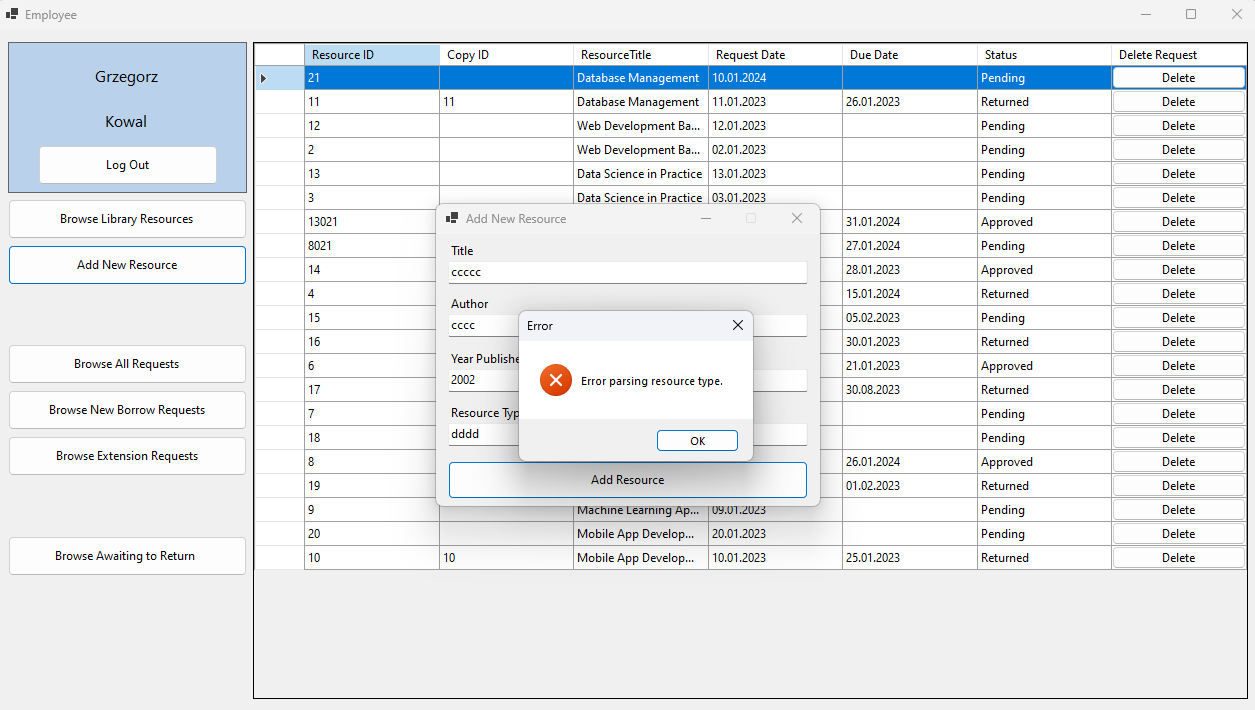 Employee
Grzegorz
Kowal
Log Out
Browse Library Resources
Add New Resource
Browse All Requests
Browse New Borrow Requests
Browse Extension Requests
Browse Awaiting to Return
Resource ID Copy ID ResourceTitle Request Date Due Date Status Delete Request
21 Database Management 10.01.2024 Pending Delete
11 11 Database Management 11.01.2023 26.01.2023 Returned Delete
12 Web Development Ba... 12.01.2023 Pending Delete
2 Web Development Ba... 02.01.2023 Pending Delete
13 Data Science in Practice 13.01.2023 Pending Delete
3 Data Science in Practice 03.01.2023 Pending Delete
13021 31.01.2024 Approved Delete
8021 27.01.2024 Pending Delete
14 28.01.2023 Approved Delete
4 15.01.2024 Returned Delete
15 05.02.2023 Pending Delete
16 30.01.2023 Returned Delete
6 21.01.2023 Approved Delete
17 30.08.2023 Returned Delete
7 Pending Delete
18 Pending Delete
8 26.01.2024 Approved Delete
19 01.02.2023 Returned Delete
9 Machine Learning Ap... 09.01.2023 Pending Delete
20 Mobile App Develop... 20.01.2023 Pending Delete
10 10 Mobile App Develop... 10.01.2023 25.01.2023 Returned Delete
Add New Resource
Title
ccccc
Author
cccc
Year Publishe
2002
Resource Typ
dddd
Add Resource
Error
Error parsing resource type.
OK